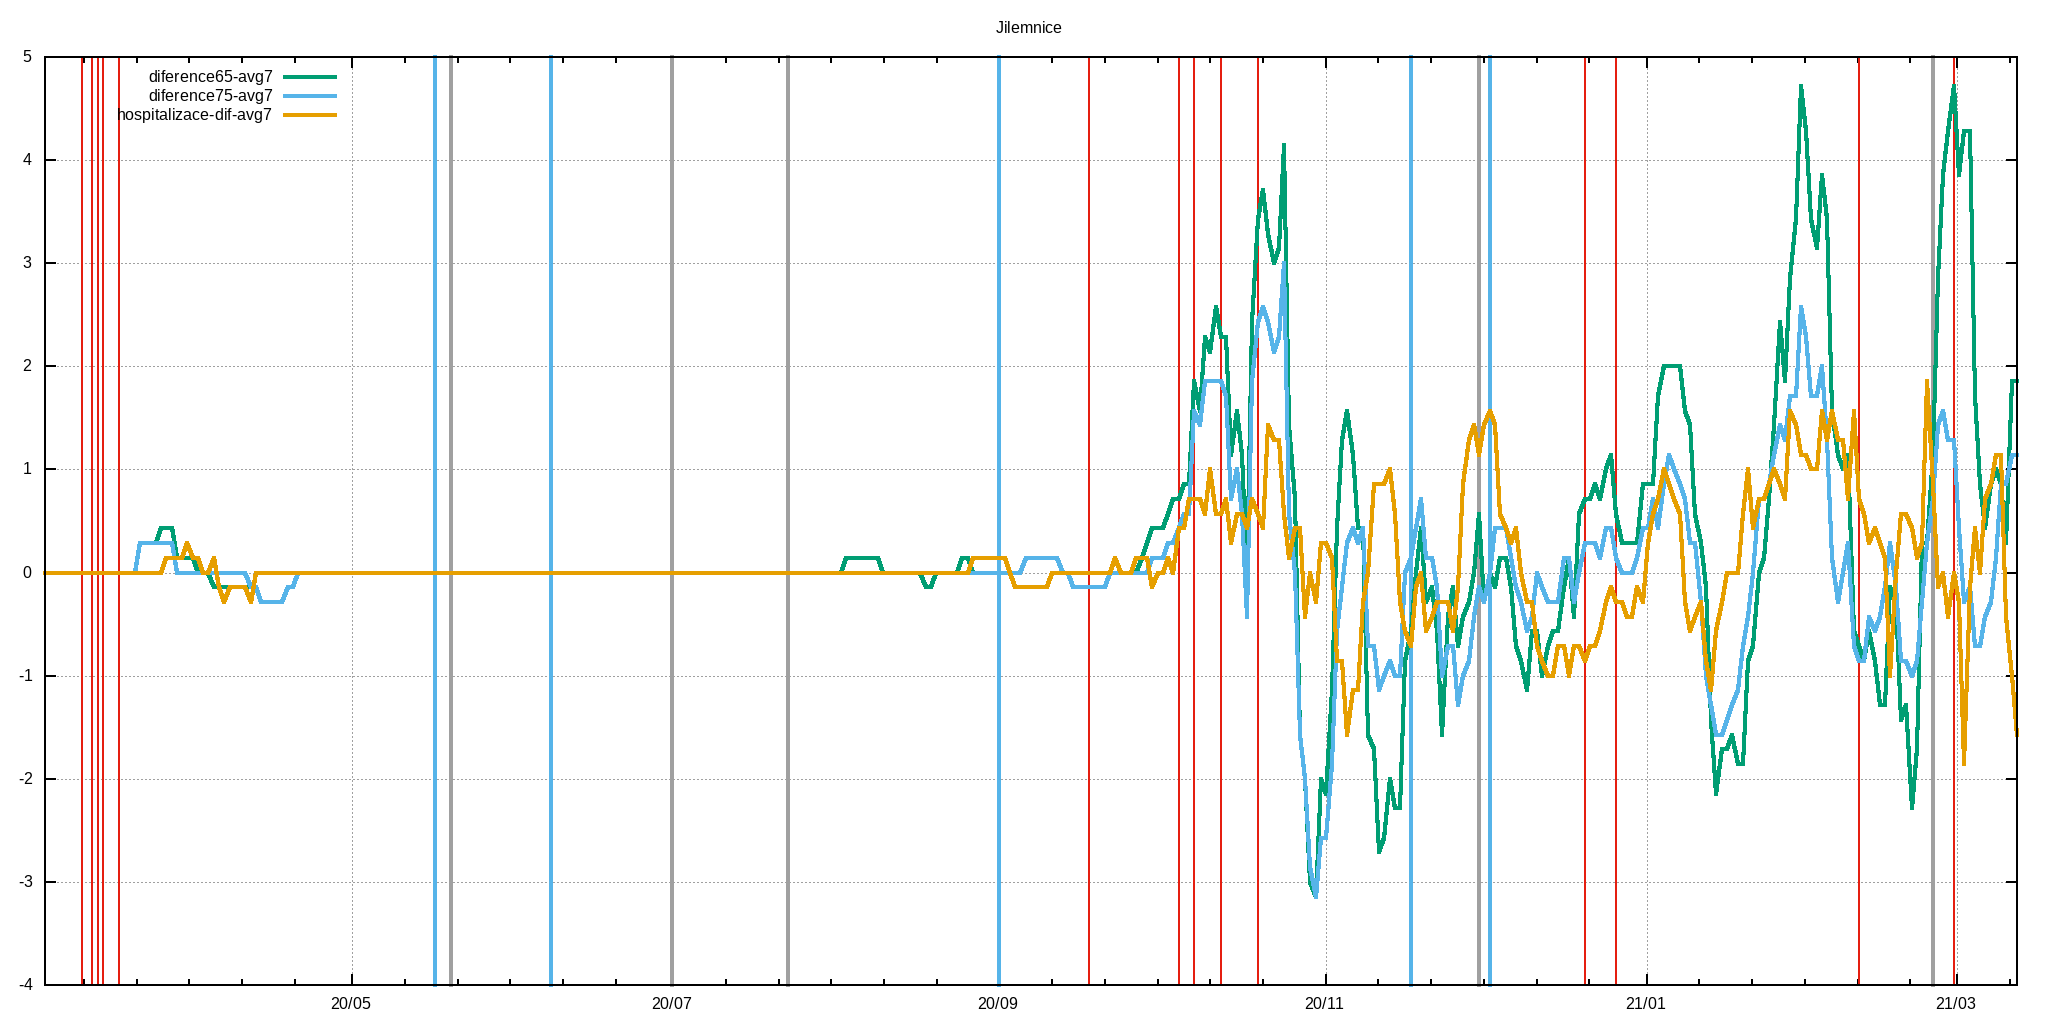 Jilemnice
diference65-avg7
diference75-avg7
hospitalizace-dif-avg7
5
4
3
2
1
0
-1
-2
-3
-4
20/05 20/07 20/09 20/11 21/01 21/03